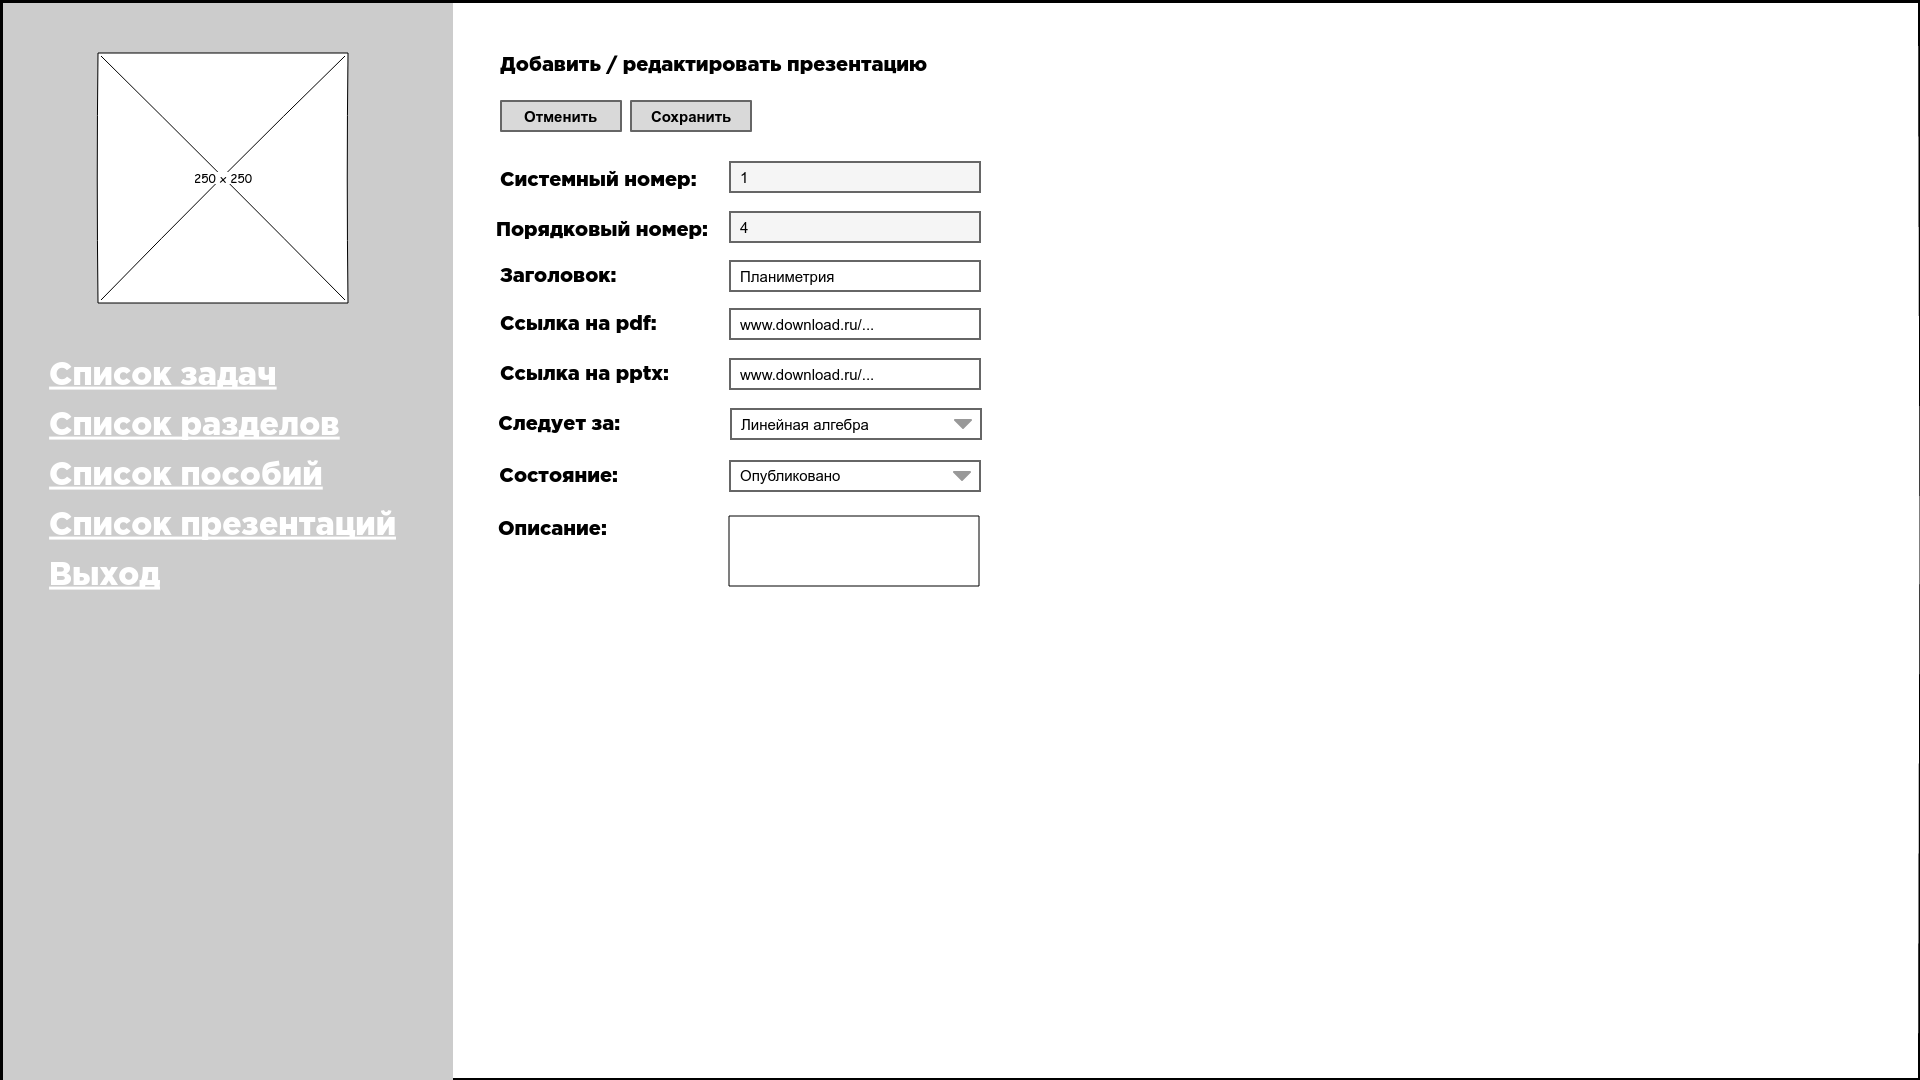 250 x 250
Список задач
Список разделов
Список пособий
Список презентаций
Выход
Добавить / редактировать презентацию
Отменить Сохранить
Системный номер: 1
Порядковый номер: 4
Заголовок: Планиметрия
Ссылка на pdf: www.download.ru/...
Ссылка на pptx: www.download.ru/...
Следует за: Линейная алгебра
Состояние: Опубликовано
Описание: